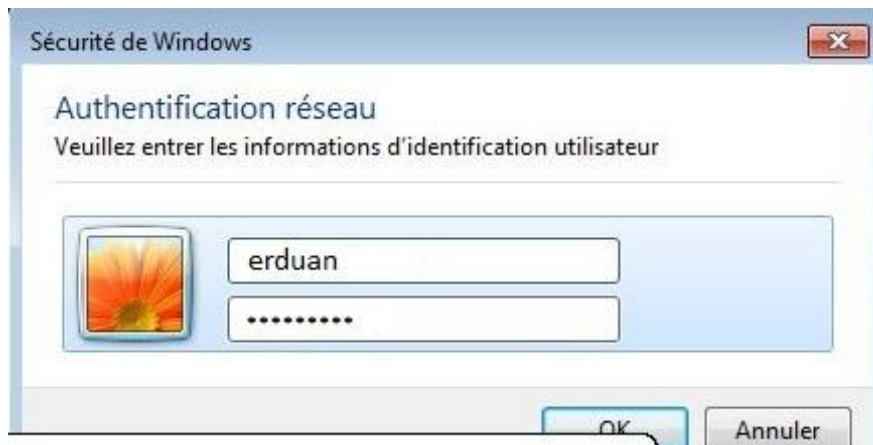 Sécurité de Windows
Authentification réseau
Veuillez entrer les informations d'identification utilisateur
erduan
•••••••••
OK
Annuler